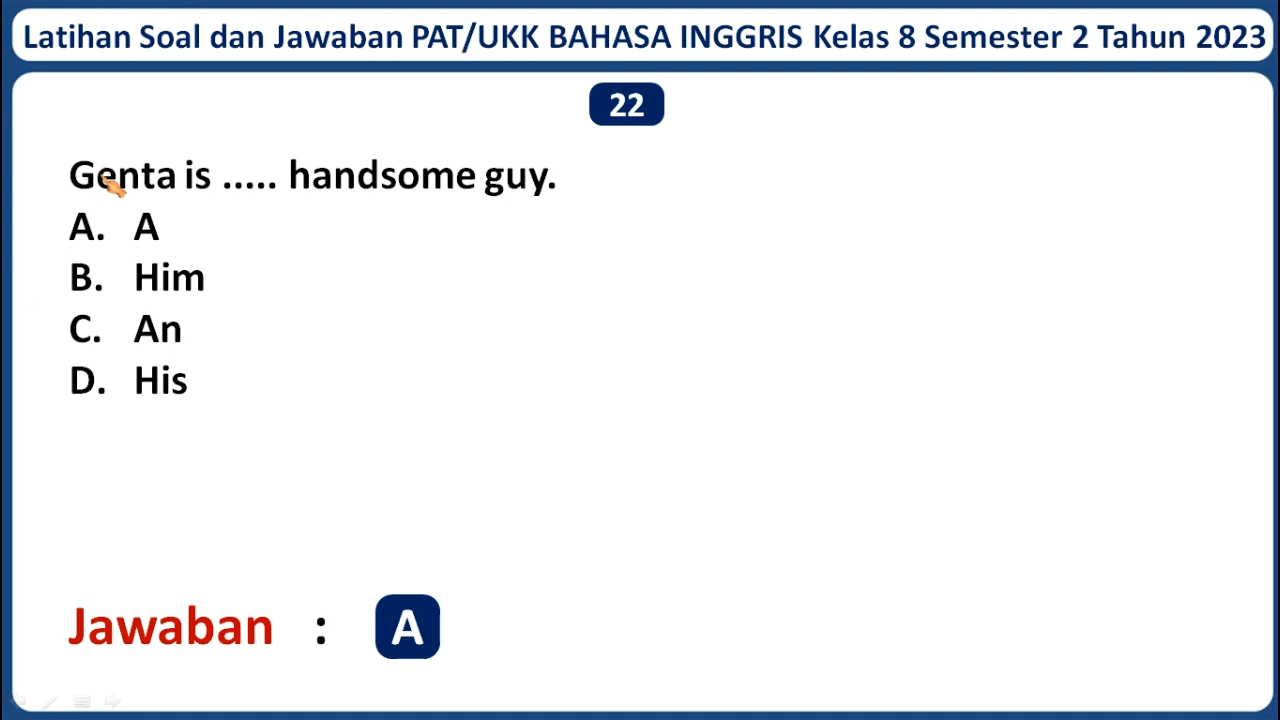 Latihan Soal dan Jawaban PAT/UKK BAHASA INGGRIS Kelas 8 Semester 2 Tahun 2023
22
Genta is ..... handsome guy.
A. A
B. Him
C. An
D. His
Jawaban : A